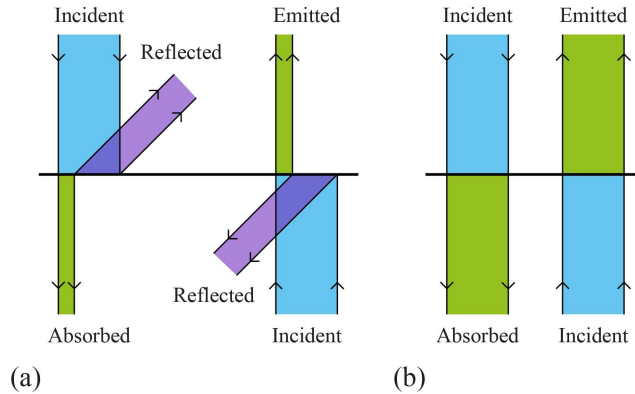 Incident
Emitted
Incident
Emitted
Reflected
Reflected
Absorbed
Incident
Absorbed
Incident
(a)
(b)